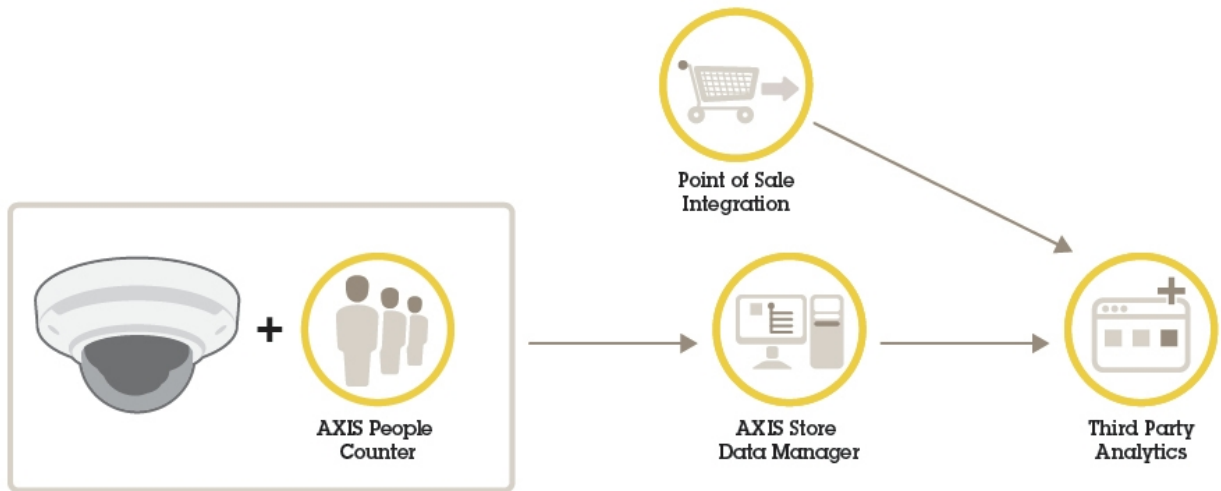 Point of Sale
Integration
AXIS People
Counter
AXIS Store
Data Manager
Third Party
Analytics